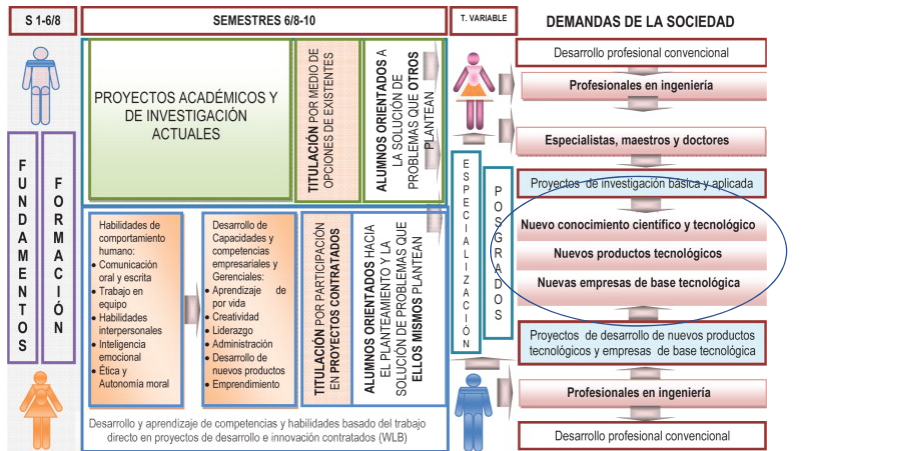 S 1-6/8
SEMESTRES 6/8-10
T. VARIABLE
DEMANDAS DE LA SOCIEDAD
FUNDAMENTOS
FORMACIÓN
PROYECTOS ACADÉMICOS Y
DE INVESTIGACIÓN
ACTUALES
TITULACIÓN POR MEDIO DE
OPCIONES DE EXISTENTES
ALUMNOS ORIENTADOS A
LA SOLUCIÓN DE
PROBLEMAS QUE OTROS
PLANTEAN
Habilidades de
comportamiento
humano:
• Comunicación
oral y escrita
• Trabajo en
equipo
• Habilidades
interpersonales
• Inteligencia
emocional
• Ética y
Autonomía moral
Desarrollo de
Capacidades y
competencias
empresariales y
Gerenciales:
• Aprendizaje de
por vida
• Creatividad
• Liderazgo
• Administración
• Desarrollo de
nuevos productos
• Emprendimiento
TITULACIÓN POR PARTICIPACIÓN
EN PROYECTOS CONTRATADOS
ALUMNOS ORIENTADOS HACIA
EL PLANTEAMIENTO Y LA
SOLUCIÓN DE PROBLEMAS QUE
ELLOS MISMOS PLANTEAN
Desarrollo y aprendizaje de competencias y habilidades basado del trabajo
directo en proyectos de desarrollo e innovación contratados (WLB)
ESPECIALIZACIÓN
POSGRADOS
Desarrollo profesional convencional
Profesionales en ingeniería
Especialistas, maestros y doctores
Proyectos de investigación básica y aplicada
Nuevo conocimiento científico y tecnológico
Nuevos productos tecnológicos
Nuevas empresas de base tecnológica
Proyectos de desarrollo de nuevos productos
tecnológicos y empresas de base tecnológica
Profesionales en ingeniería
Desarrollo profesional convencional